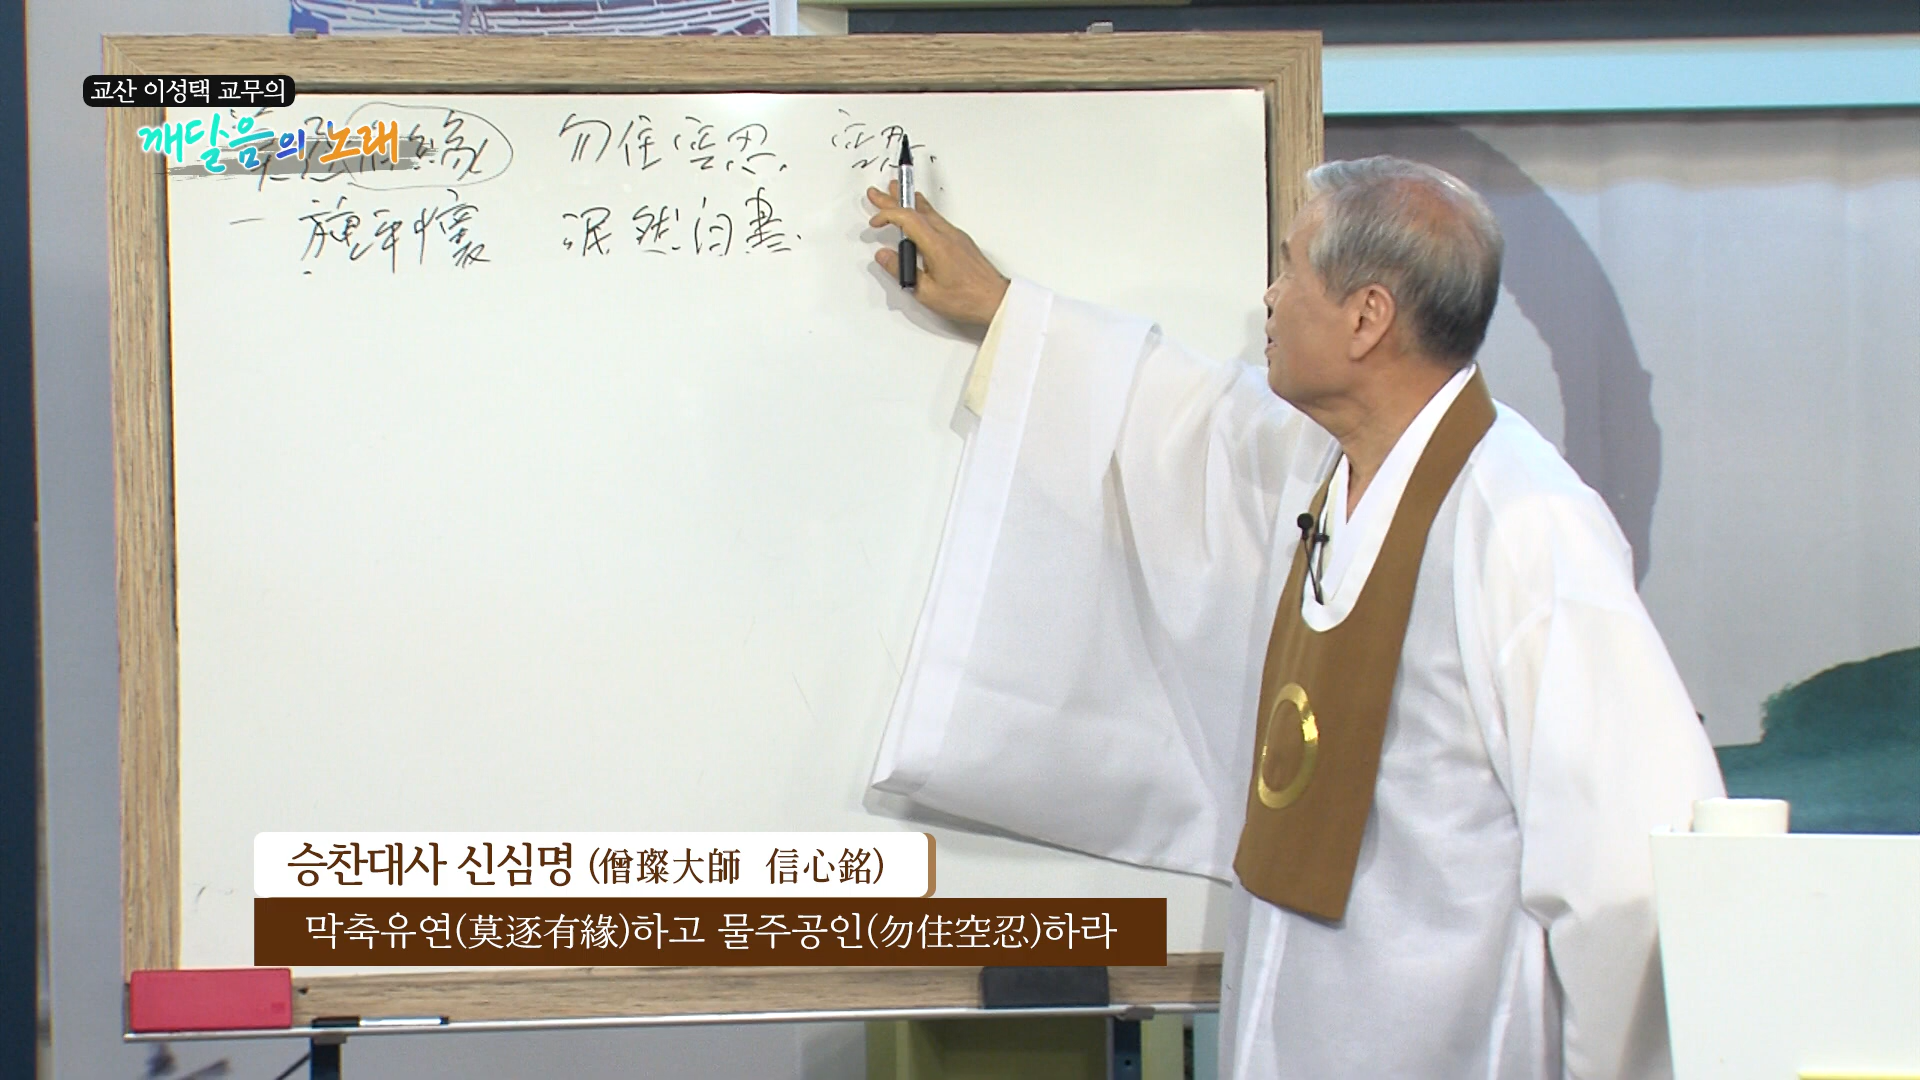 교산 이성택 교무의
깨달음의 노래
緣 勿住空忍 空忍
一種平懷 泯然自盡
승찬대사 신심명 (僧璨大師 信心銘)
막축유연(莫逐有緣)하고 물주공인(勿住空忍)하라